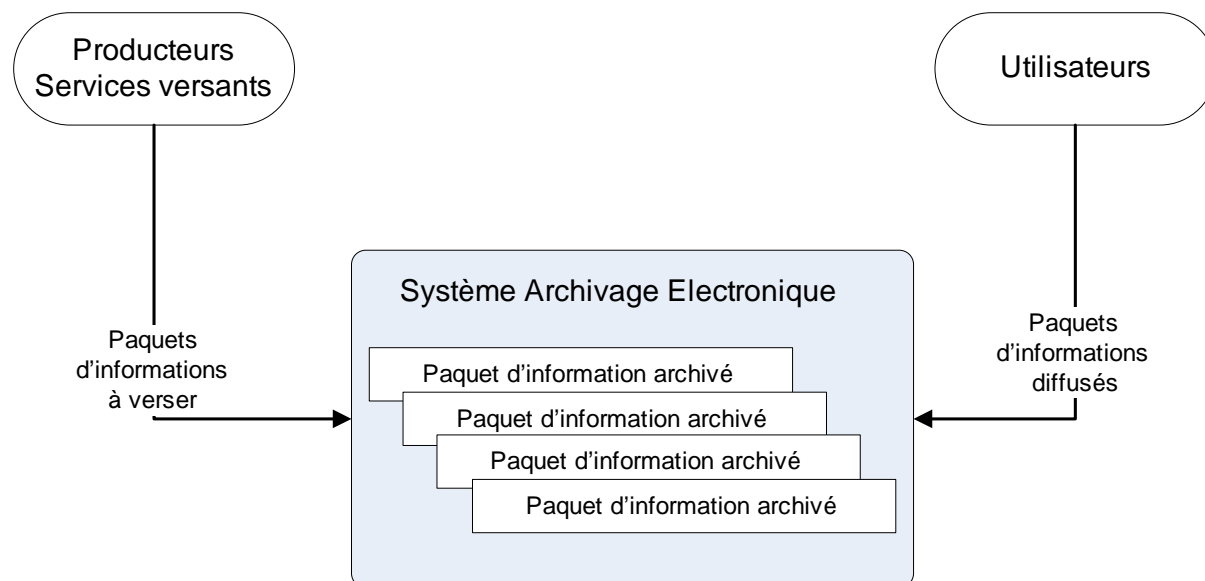 Producteurs
Services versants
Utilisateurs
Système Archivage Electronique
Paquets
d'informations
à verser
Paquets
d'informations
diffusés
Paquet d'information archivé
Paquet d'information archivé
Paquet d'information archivé
Paquet d'information archivé